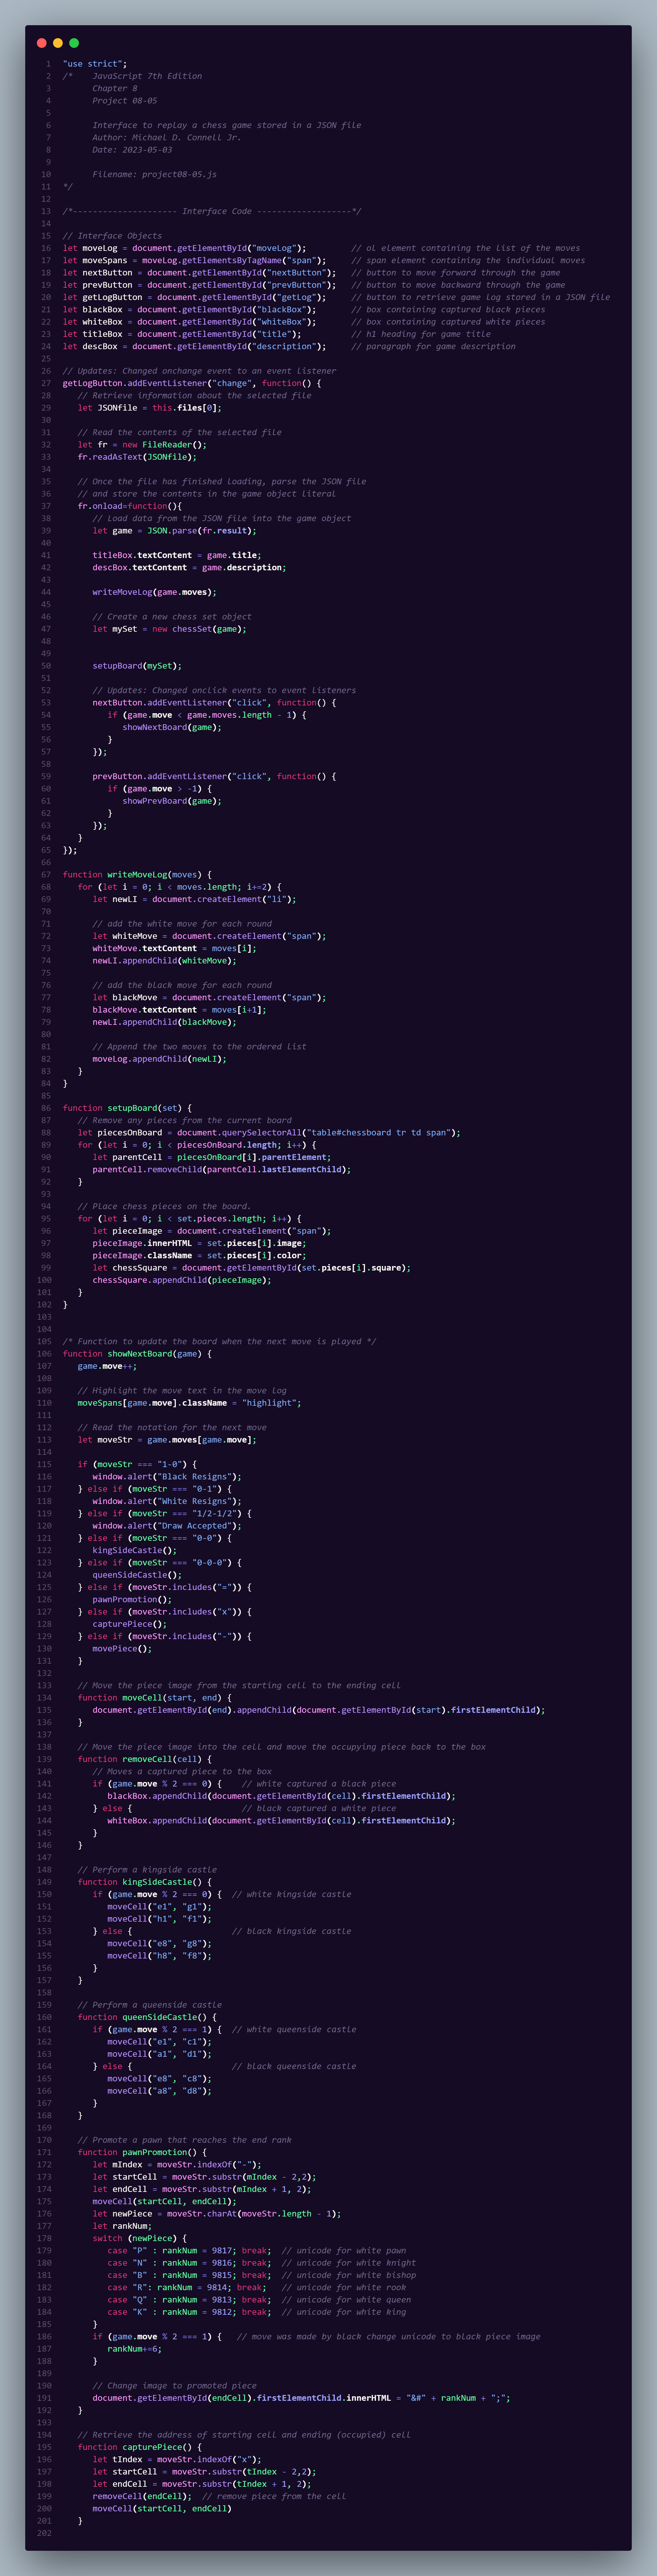 1 "use strict";
2 /*    JavaScript 7th Edition
3       Chapter 8
4       Project 08-05
5
6       Interface to replay a chess game stored in a JSON file
7       Author: Michael D. Connell Jr.
8       Date: 2023-05-03
9
10       Filename: project08-05.js
11 */
12
13 /*--------------------- Interface Code -------------------*/
14
15 // Interface Objects
16 let moveLog = document.getElementById("moveLog");         // ol element containing the list of the moves
17 let moveSpans = moveLog.getElementsByTagName("span");     // span element containing the individual moves
18 let nextButton = document.getElementById("nextButton");   // button to move forward through the game
19 let prevButton = document.getElementById("prevButton");   // button to move backward through the game
20 let getLogButton = document.getElementById("getLog");     // button to retrieve game log stored in a JSON file
21 let blackBox = document.getElementById("blackBox");       // box containing captured black pieces
22 let whiteBox = document.getElementById("whiteBox");       // box containing captured white pieces
23 let titleBox = document.getElementById("title");          // h1 heading for game title
24 let descBox = document.getElementById("description");     // paragraph for game description
25
26 // Updates: Changed onchange event to an event listener
27 getLogButton.addEventListener("change", function() {
28    // Retrieve information about the selected file
29    let JSONfile = this.files[0];
30
31    // Read the contents of the selected file
32    let fr = new FileReader();
33    fr.readAsText(JSONfile);
34
35    // Once the file has finished loading, parse the JSON file
36    // and store the contents in the game object literal
37    fr.onload=function(){
38       // Load data from the JSON file into the game object
39       let game = JSON.parse(fr.result);
40
41       titleBox.textContent = game.title;
42       descBox.textContent = game.description;
43
44       writeMoveLog(game.moves);
45
46       // Create a new chess set object
47       let mySet = new chessSet(game);
48
49
50       setupBoard(mySet);
51
52       // Updates: Changed onclick events to event listeners
53       nextButton.addEventListener("click", function() {
54          if (game.move < game.moves.length - 1) {
55             showNextBoard(game);
56          }
57       });
58
59       prevButton.addEventListener("click", function() {
60          if (game.move > -1) {
61             showPrevBoard(game);
62          }
63       });
64    }
65 });
66
67 function writeMoveLog(moves) {
68    for (let i = 0; i < moves.length; i+=2) {
69       let newLI = document.createElement("li");
70
71       // add the white move for each round
72       let whiteMove = document.createElement("span");
73       whiteMove.textContent = moves[i];
74       newLI.appendChild(whiteMove);
75
76       // add the black move for each round
77       let blackMove = document.createElement("span");
78       blackMove.textContent = moves[i+1];
79       newLI.appendChild(blackMove);
80
81       // Append the two moves to the ordered list
82       moveLog.appendChild(newLI);
83    }
84 }
85
86 function setupBoard(set) {
87    // Remove any pieces from the current board
88    let piecesOnBoard = document.querySelectorAll("table#chessboard tr td span");
89    for (let i = 0; i < piecesOnBoard.length; i++) {
90       let parentCell = piecesOnBoard[i].parentElement;
91       parentCell.removeChild(parentCell.lastElementChild);
92    }
93
94    // Place chess pieces on the board.
95    for (let i = 0; i < set.pieces.length; i++) {
96       let pieceImage = document.createElement("span");
97       pieceImage.innerHTML = set.pieces[i].image;
98       pieceImage.className = set.pieces[i].color;
99       let chessSquare = document.getElementById(set.pieces[i].square);
100       chessSquare.appendChild(pieceImage);
101    }
102 }
103
104
105 /* Function to update the board when the next move is played */
106 function showNextBoard(game) {
107    game.move++;
108
109    // Highlight the move text in the move log
110    moveSpans[game.move].className = "highlight";
111
112    // Read the notation for the next move
113    let moveStr = game.moves[game.move];
114
115    if (moveStr === "1-0") {
116       window.alert("Black Resigns");
117    } else if (moveStr === "0-1") {
118       window.alert("White Resigns");
119    } else if (moveStr === "1/2-1/2") {
120       window.alert("Draw Accepted");
121    } else if (moveStr === "0-0") {
122       kingSideCastle();
123    } else if (moveStr === "0-0-0") {
124       queenSideCastle();
125    } else if (moveStr.includes("=")) {
126       pawnPromotion();
127    } else if (moveStr.includes("x")) {
128       capturePiece();
129    } else if (moveStr.includes("-")) {
130       movePiece();
131    }
132
133    // Move the piece image from the starting cell to the ending cell
134    function moveCell(start, end) {
135       document.getElementById(end).appendChild(document.getElementById(start).firstElementChild);
136    }
137
138    // Move the piece image into the cell and move the occupying piece back to the box
139    function removeCell(cell) {
140       // Moves a captured piece to the box
141       if (game.move % 2 === 0) {    // white captured a black piece
142          blackBox.appendChild(document.getElementById(cell).firstElementChild);
143       } else {                      // black captured a white piece
144          whiteBox.appendChild(document.getElementById(cell).firstElementChild);
145       }
146    }
147
148    // Perform a kingside castle
149    function kingSideCastle() {
150       if (game.move % 2 === 0) {  // white kingside castle
151          moveCell("e1", "g1");
152          moveCell("h1", "f1");
153       } else {                    // black kingside castle
154          moveCell("e8", "g8");
155          moveCell("h8", "f8");
156       }
157    }
158
159    // Perform a queenside castle
160    function queenSideCastle() {
161       if (game.move % 2 === 1) {  // white queenside castle
162          moveCell("e1", "c1");
163          moveCell("a1", "d1");
164       } else {                    // black queenside castle
165          moveCell("e8", "c8");
166          moveCell("a8", "d8");
167       }
168    }
169
170    // Promote a pawn that reaches the end rank
171    function pawnPromotion() {
172       let mIndex = moveStr.indexOf("-");
173       let startCell = moveStr.substr(mIndex - 2,2);
174       let endCell = moveStr.substr(mIndex + 1, 2);
175       moveCell(startCell, endCell);
176       let newPiece = moveStr.charAt(moveStr.length - 1);
177       let rankNum;
178       switch (newPiece) {
179          case "P" : rankNum = 9817; break;  // unicode for white pawn
180          case "N" : rankNum = 9816; break;  // unicode for white knight
181          case "B" : rankNum = 9815; break;  // unicode for white bishop
182          case "R": rankNum = 9814; break;   // unicode for white rook
183          case "Q" : rankNum = 9813; break;  // unicode for white queen
184          case "K" : rankNum = 9812; break;  // unicode for white king
185       }
186       if (game.move % 2 === 1) {   // move was made by black change unicode to black piece image
187          rankNum+=6;
188       }
189
190       // Change image to promoted piece
191       document.getElementById(endCell).firstElementChild.innerHTML = "&#" + rankNum + ";";
192    }
193
194    // Retrieve the address of starting cell and ending (occupied) cell
195    function capturePiece() {
196       let tIndex = moveStr.indexOf("x");
197       let startCell = moveStr.substr(tIndex - 2,2);
198       let endCell = moveStr.substr(tIndex + 1, 2);
199       removeCell(endCell);  // remove piece from the cell
200       moveCell(startCell, endCell)
201    }
202